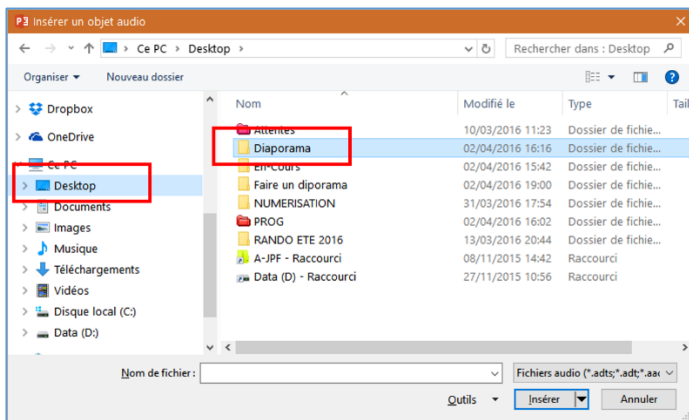 P3 Insérer un objet audio
Ce PC > Desktop >
Rechercher dans : Desktop
Organiser Nouveau dossier
Nom Modifié le Type Tail
Dropbox
OneDrive
Ce PC
Desktop
Documents
Images
Musique
Téléchargements
Vidéos
Disque local (C:)
Data (D:)
Attentes 10/03/2016 11:23 Dossier de fichie...
Diaporama 02/04/2016 16:16 Dossier de fichie...
En-Cours 02/04/2016 15:42 Dossier de fichie...
Faire un diporama 02/04/2016 19:00 Dossier de fichie...
NUMERISATION 31/03/2016 17:54 Dossier de fichie...
PROG 02/04/2016 16:02 Dossier de fichie...
RANDO ETE 2016 13/03/2016 20:44 Dossier de fichie...
A-JPF - Raccourci 08/11/2015 14:42 Raccourci
Data (D) - Raccourci 27/11/2015 10:56 Raccourci
Nom de fichier :
Fichiers audio (*.adts;*.adt;*.aac
Outils Insérer Annuler